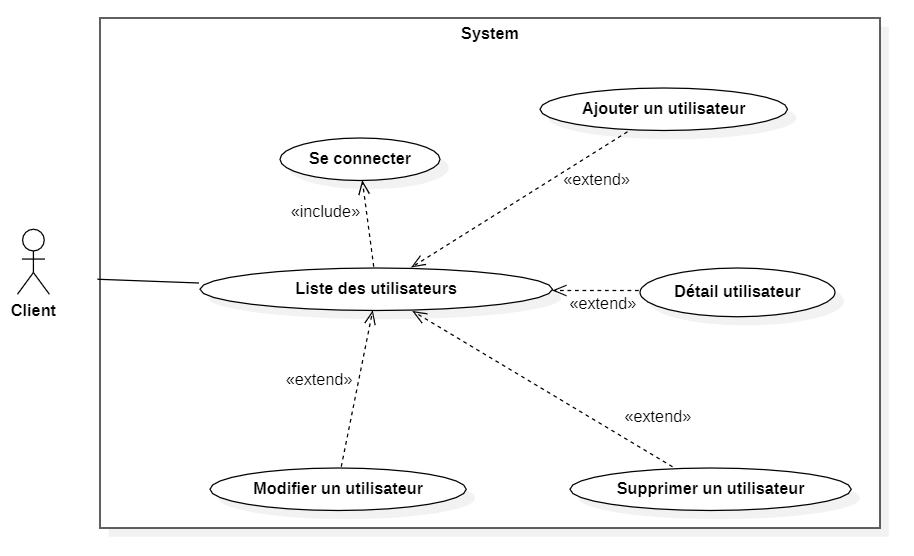 System
Ajouter un utilisateur
Se connecter
«extend»
«include»
Liste des utilisateurs
Détail utilisateur
«extend»
Client
«extend»
«extend»
Modifier un utilisateur
Supprimer un utilisateur